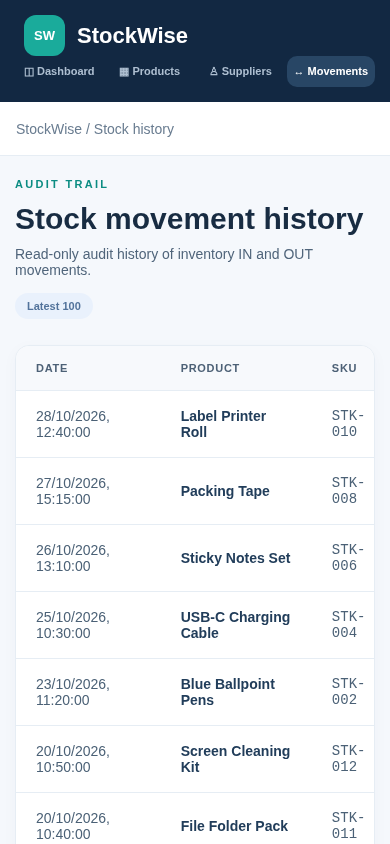 SW StockWise
Dashboard Products Suppliers ↔ Movements
StockWise / Stock history
AUDIT TRAIL
Stock movement history
Read-only audit history of inventory IN and OUT
movements.
Latest 100
DATE PRODUCT SKU
28/10/2026, Label Printer STK-
12:40:00 Roll 010
27/10/2026, Packing Tape STK-
15:15:00 008
26/10/2026, Sticky Notes Set STK-
13:10:00 006
25/10/2026, USB-C Charging STK-
10:30:00 Cable 004
23/10/2026, Blue Ballpoint STK-
11:20:00 Pens 002
20/10/2026, Screen Cleaning STK-
10:50:00 Kit 012
20/10/2026, File Folder Pack STK-
10:40:00 011